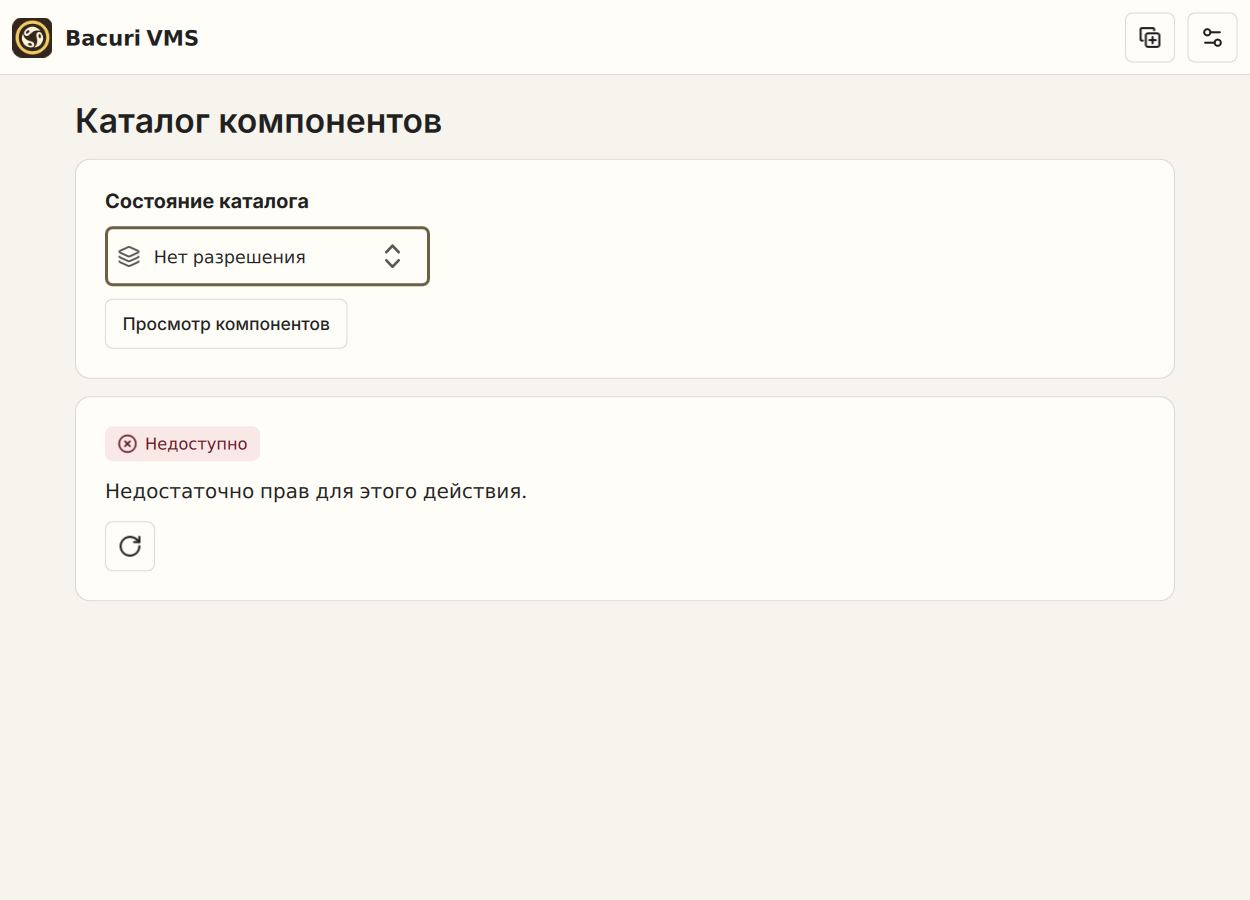 Bacuri VMS
Каталог компонентов
Состояние каталога
Нет разрешения
Просмотр компонентов
Недоступно
Недостаточно прав для этого действия.